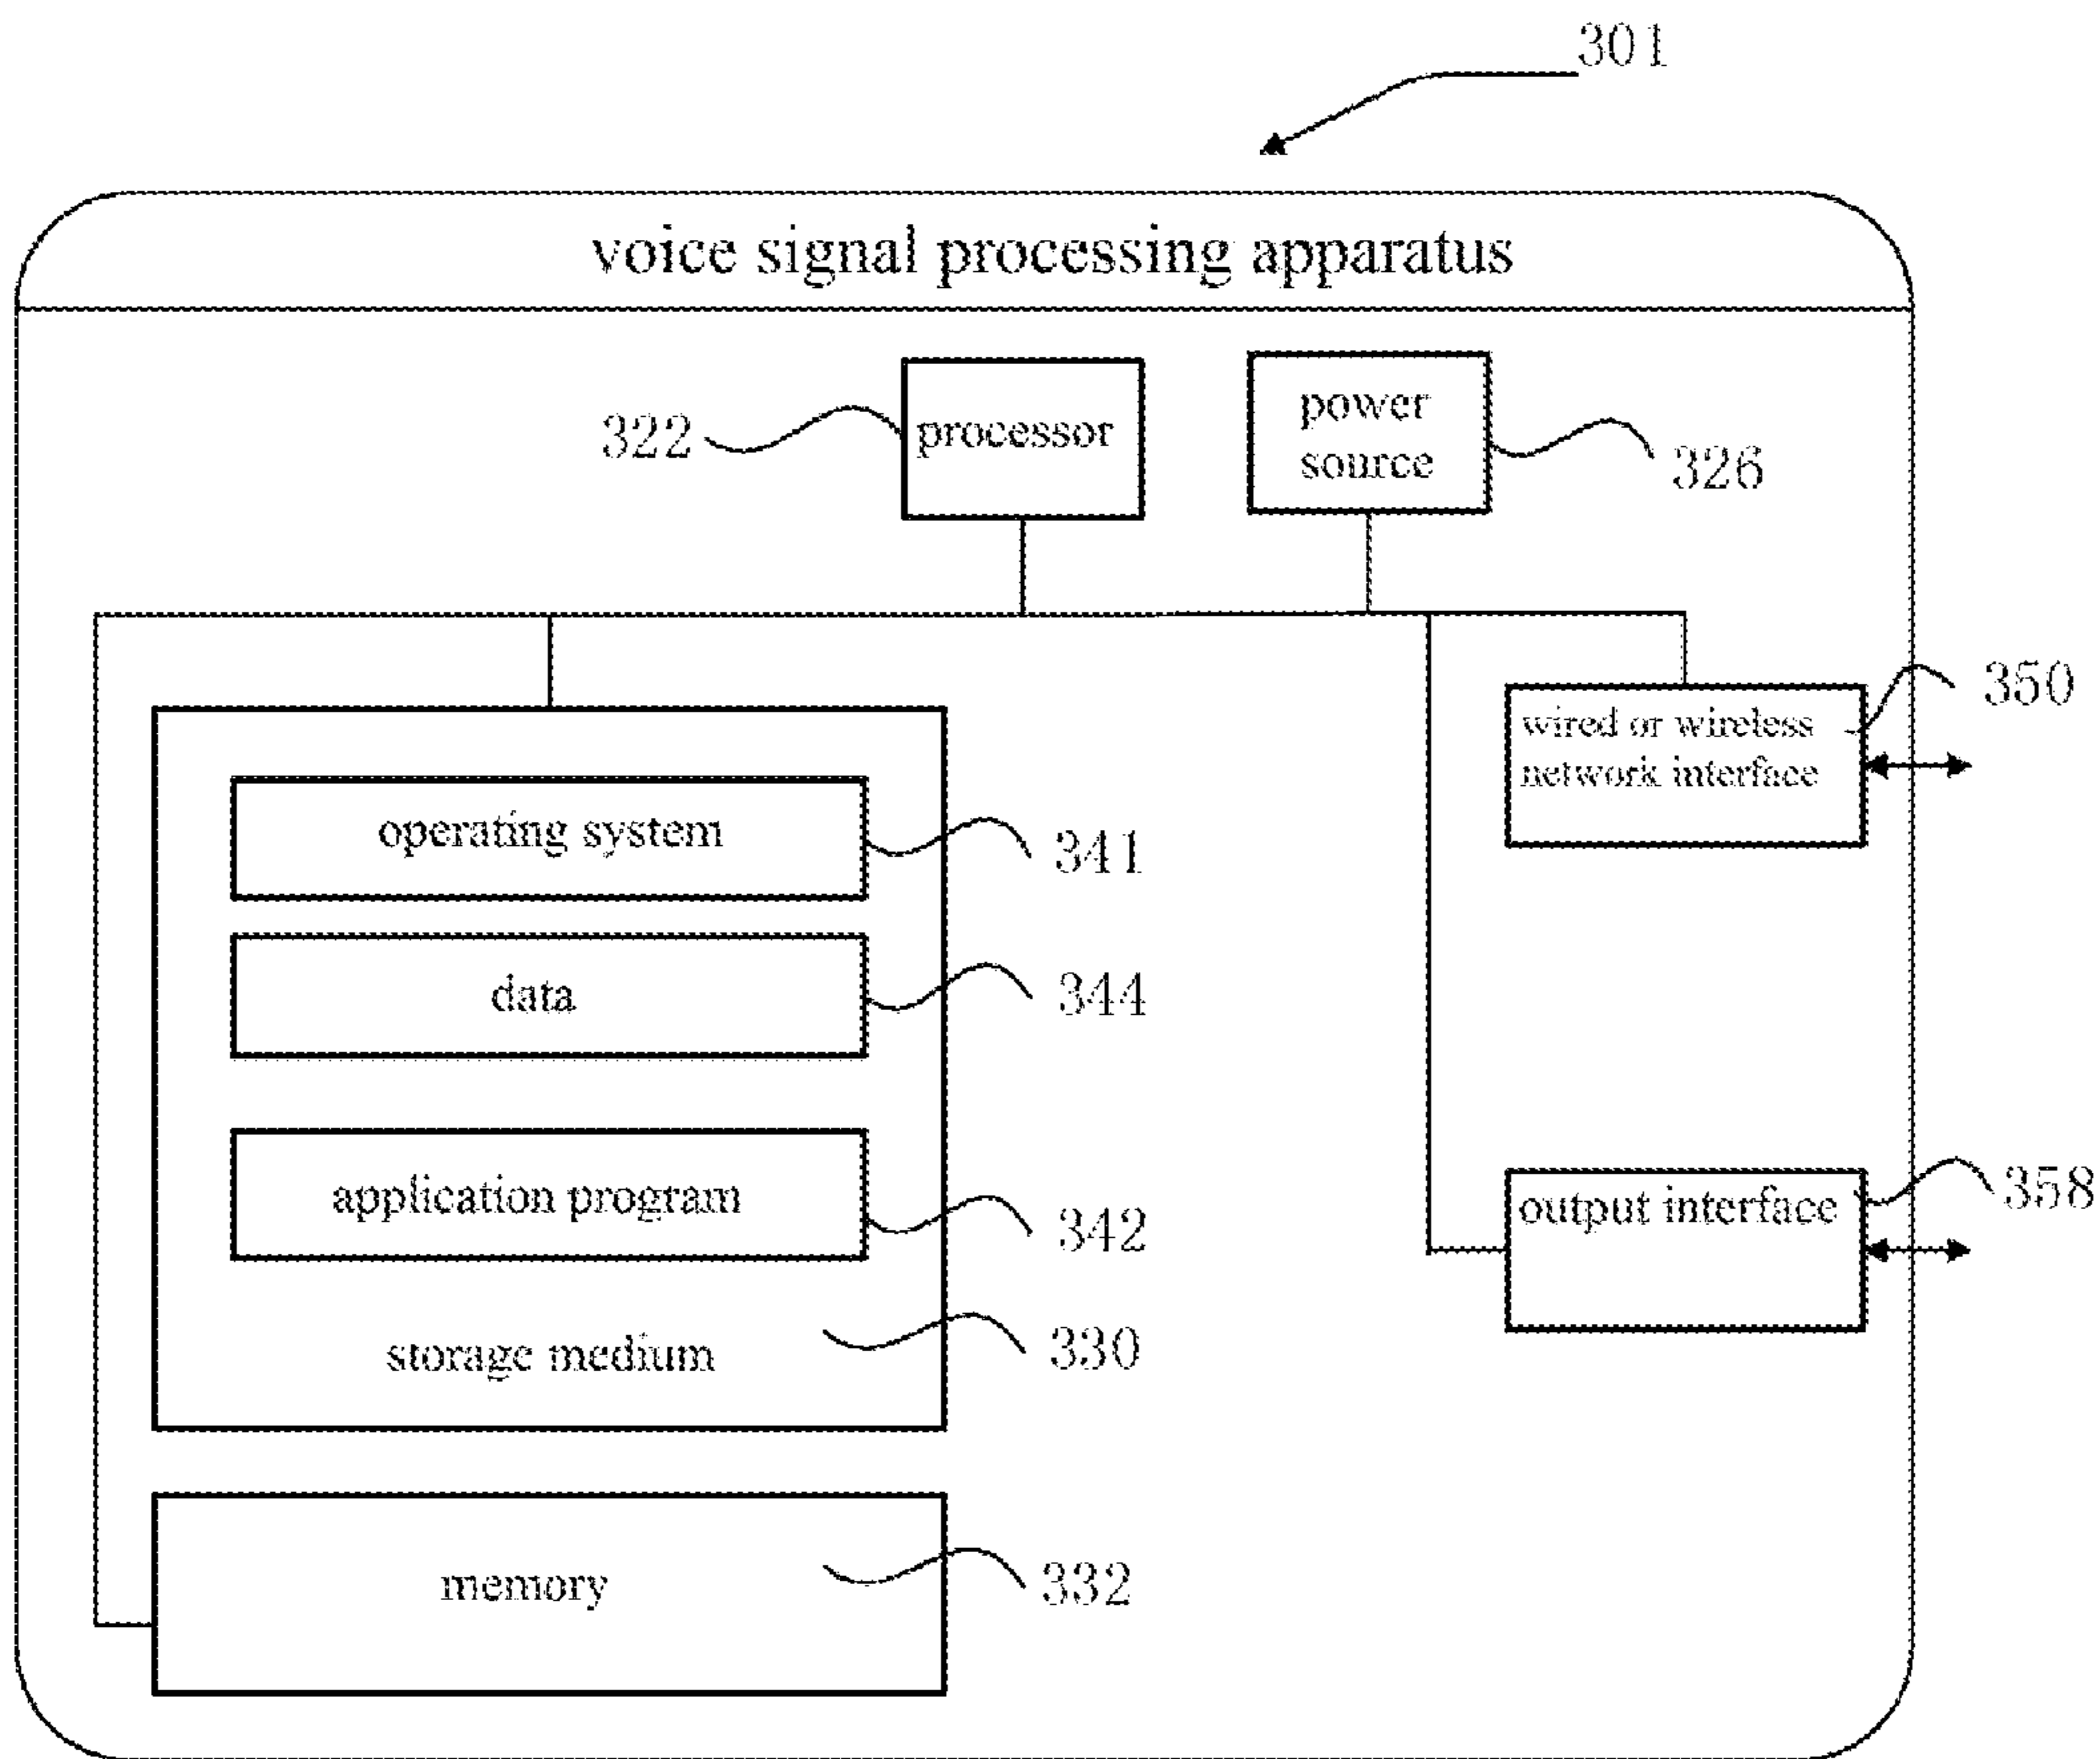 301
voice signal processing apparatus
322
processor
power
source
326
350
wired or wireless
network interface
operating system
341
data
344
application program
342
358
output interface
storage medium
330
memory
332